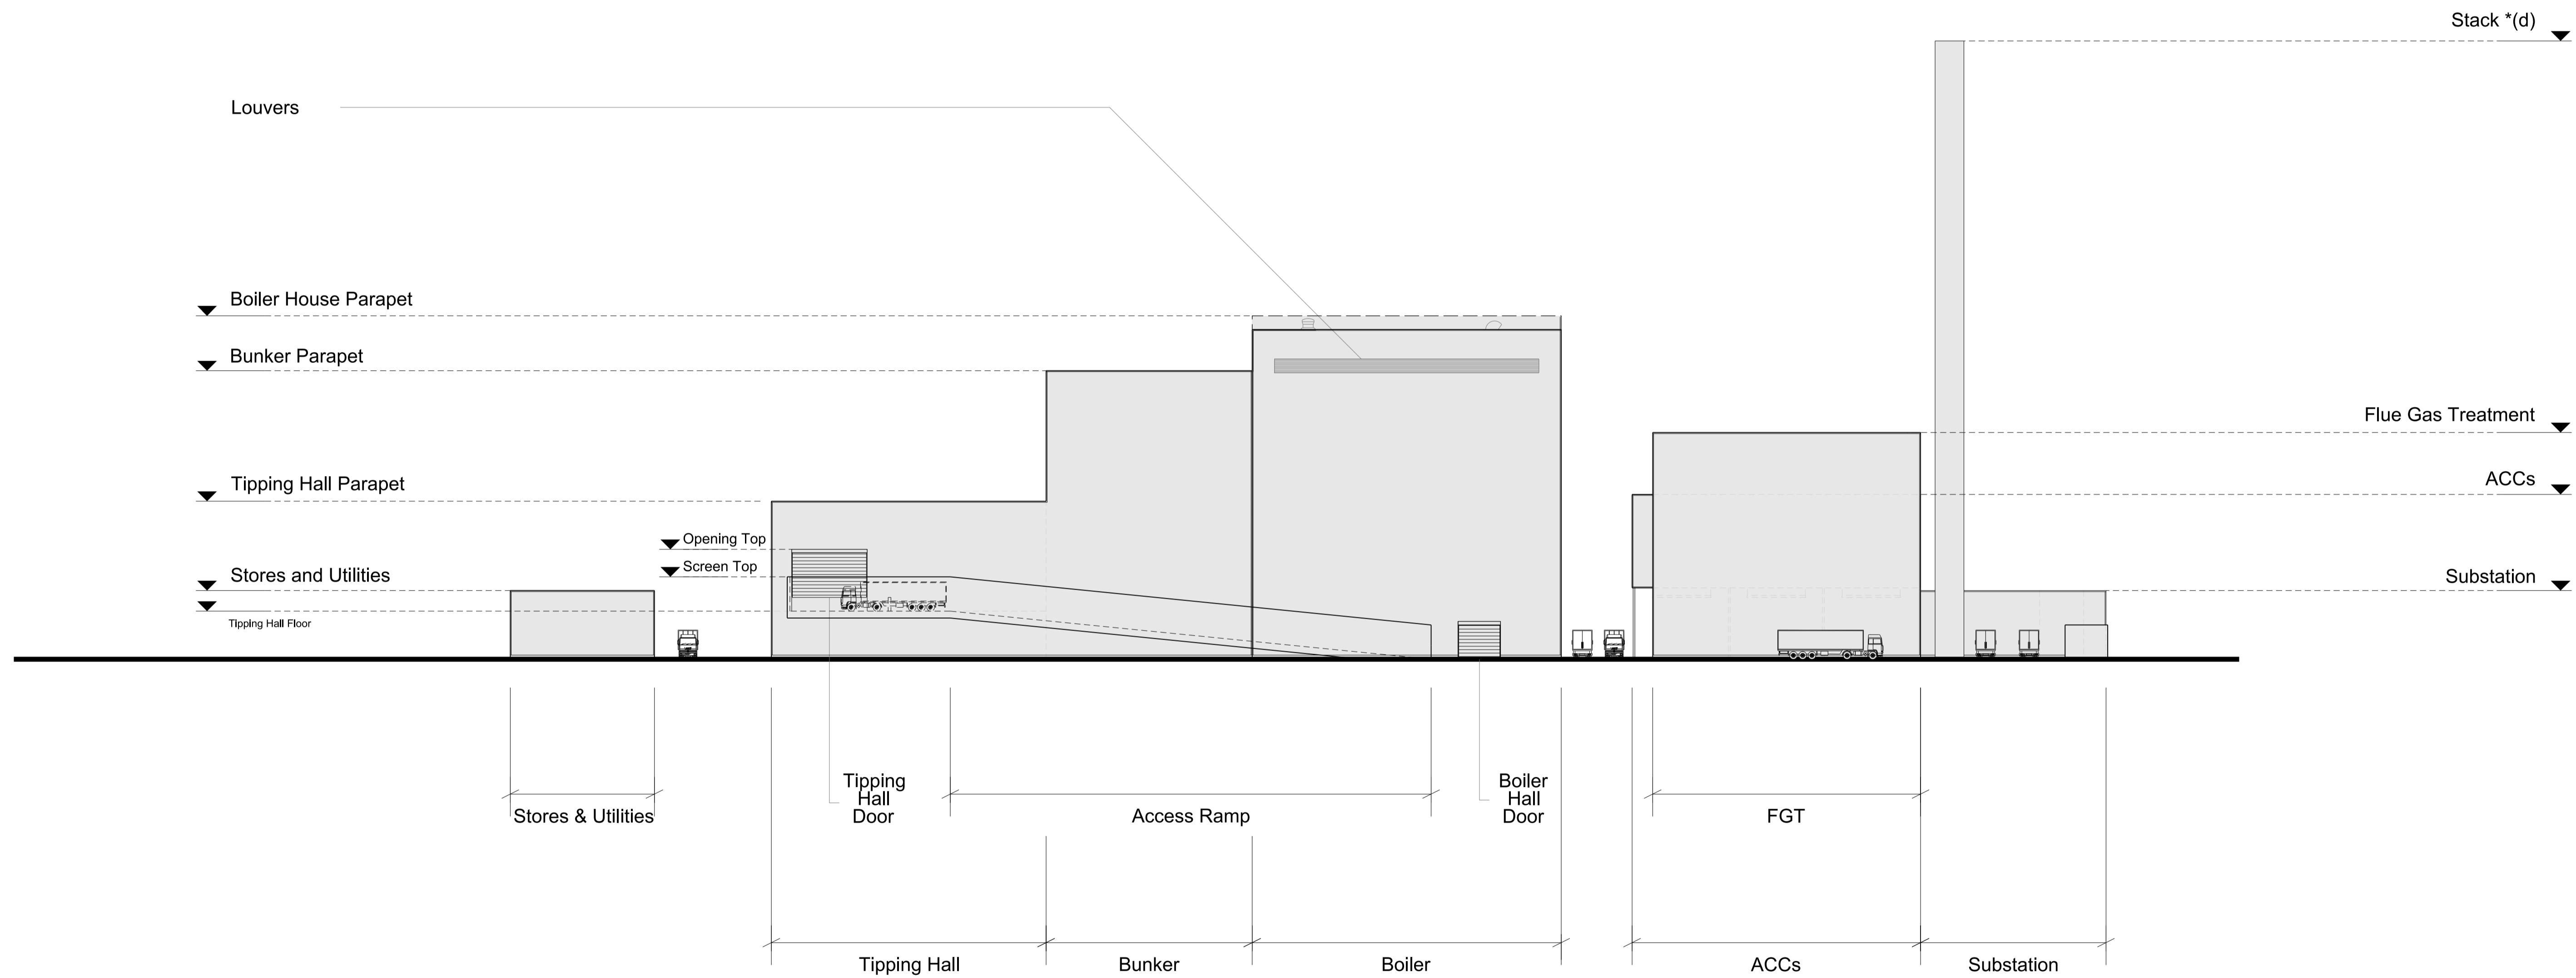 Stack *(d)
Louvers
Boiler House Parapet
Bunker Parapet
Flue Gas Treatment
Tipping Hall Parapet
ACCs
Opening Top
Screen Top
Stores and Utilities
Substation
Tipping Hall Floor
Tipping
Hall
Door
Boiler
Hall
Door
Stores & Utilities
Access Ramp
FGT
Tipping Hall
Bunker
Boiler
ACCs
Substation